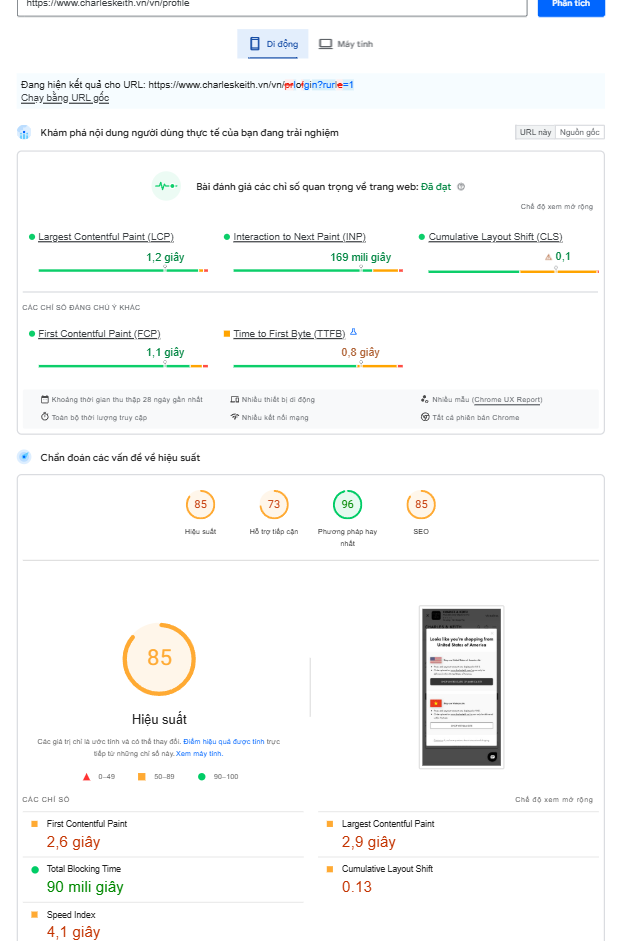 https://www.charleskeith.vn/vn/profile
Phân tích
Di động
Máy tính
Đang hiện kết quả cho URL: https://www.charleskeith.vn/vn/prlofgin?rurle=1
Chạy bằng URL gốc
Khám phá nội dung người dùng thực tế của bạn đang trải nghiệm
URL này
Nguồn gốc
Bài đánh giá các chỉ số quan trọng về trang web: Đã đạt
Chế độ xem mở rộng
Largest Contentful Paint (LCP)
1,2 giây
Interaction to Next Paint (INP)
169 mili giây
Cumulative Layout Shift (CLS)
0,1
CÁC CHỈ SỐ ĐÁNG CHÚ Ý KHÁC
First Contentful Paint (FCP)
1,1 giây
Time to First Byte (TTFB)
0,8 giây
Khoảng thời gian thu thập 28 ngày gần nhất
Nhiều thiết bị di động
Nhiều mẫu (Chrome UX Report)
Toàn bộ thời lượng truy cập
Nhiều kết nối mạng
Tất cả phiên bản Chrome
Chẩn đoán các vấn đề về hiệu suất
85
73
96
85
Hiệu suất
Hỗ trợ tiếp cận
Phương pháp hay
nhất
SEO
85
Hiệu suất
Các giá trị chỉ là ước tính và có thể thay đổi. Điểm hiệu quả được tính trực
tiếp từ những chỉ số này. Xem máy tính.
0–49
50–89
90–100
Looks like you're shopping from
United States of America
CÁC CHỈ SỐ
Chế độ xem mở rộng
First Contentful Paint
2,6 giây
Largest Contentful Paint
2,9 giây
Total Blocking Time
90 mili giây
Cumulative Layout Shift
0.13
Speed Index
4,1 giây